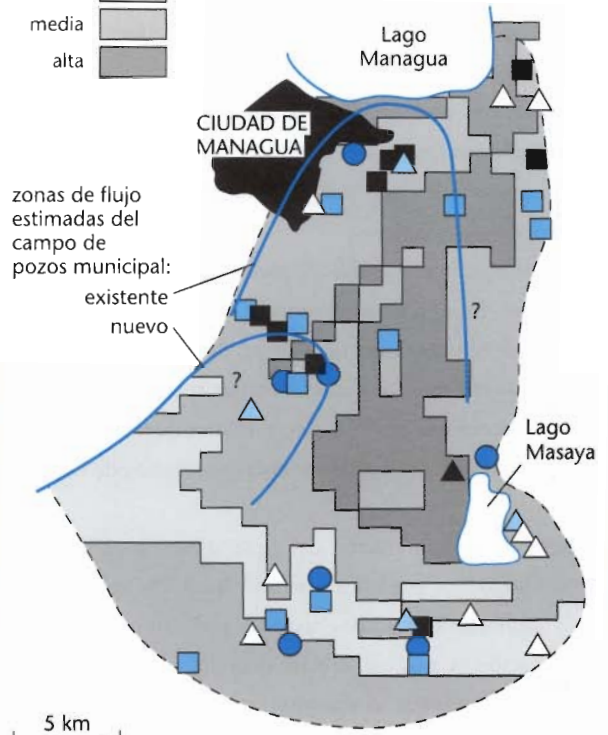 media
alta
Lago
Managua
CIUDAD DE
MANAGUA
zonas de flujo
estimadas del
campo de
pozos municipal:
existente
nuevo
?
?
Lago
Masaya
5 km